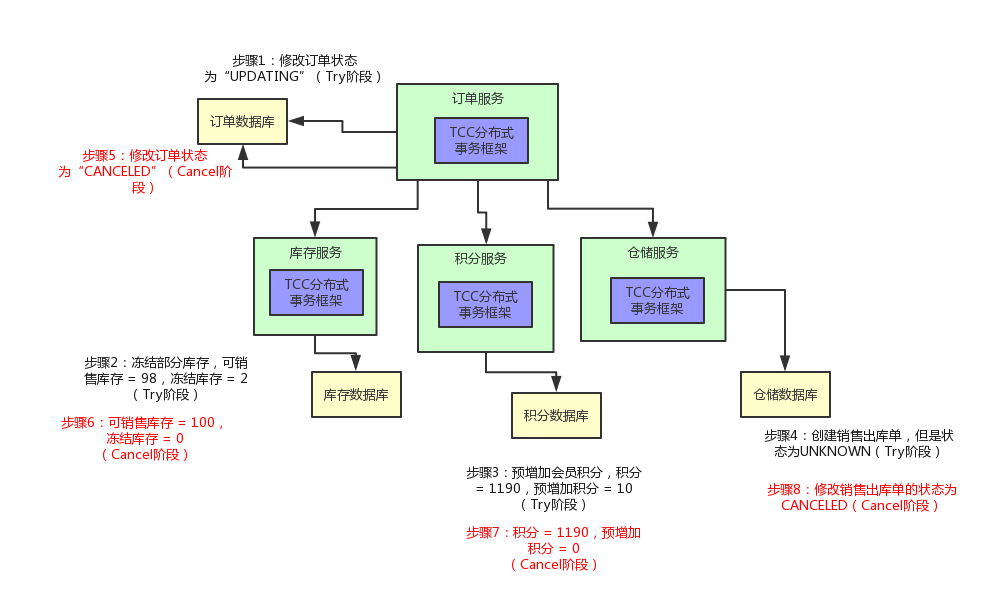 步骤1：修改订单状态
为“UPDATING”（Try阶段）
订单服务
TCC分布式
事务框架
订单数据库
步骤5：修改订单状态
为“CANCELED”（Cancel阶
段）
库存服务
TCC分布式
事务框架
积分服务
TCC分布式
事务框架
仓储服务
TCC分布式
事务框架
步骤2：冻结部分库存，可销
售库存 = 98，冻结库存 = 2
（Try阶段）
库存数据库
积分数据库
仓储数据库
步骤6：可销售库存 = 100，
冻结库存 = 0
（Cancel阶段）
步骤4：创建销售出库单，但是状
态为UNKNOWN（Try阶段）
步骤3：预增加会员积分，积分
= 1190，预增加积分 = 10
（Try阶段）
步骤8：修改销售出库单的状态为
CANCELED（Cancel阶段）
步骤7：积分 = 1190，预增加
积分 = 0
（Cancel阶段）